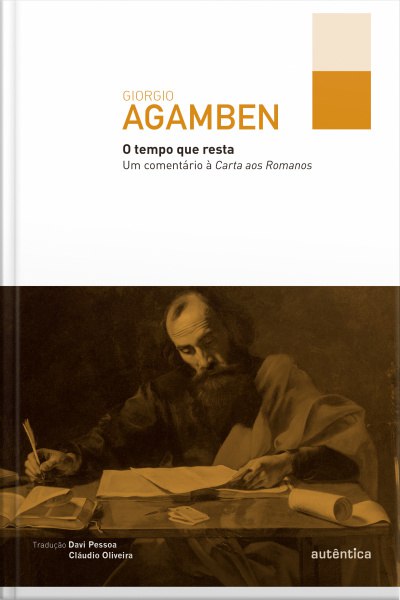 GIORGIO
AGAMBEN
O tempo que resta
Um comentário à Carta aos Romanos
Tradução Davi Pessoa
Cláudio Oliveira
autêntica